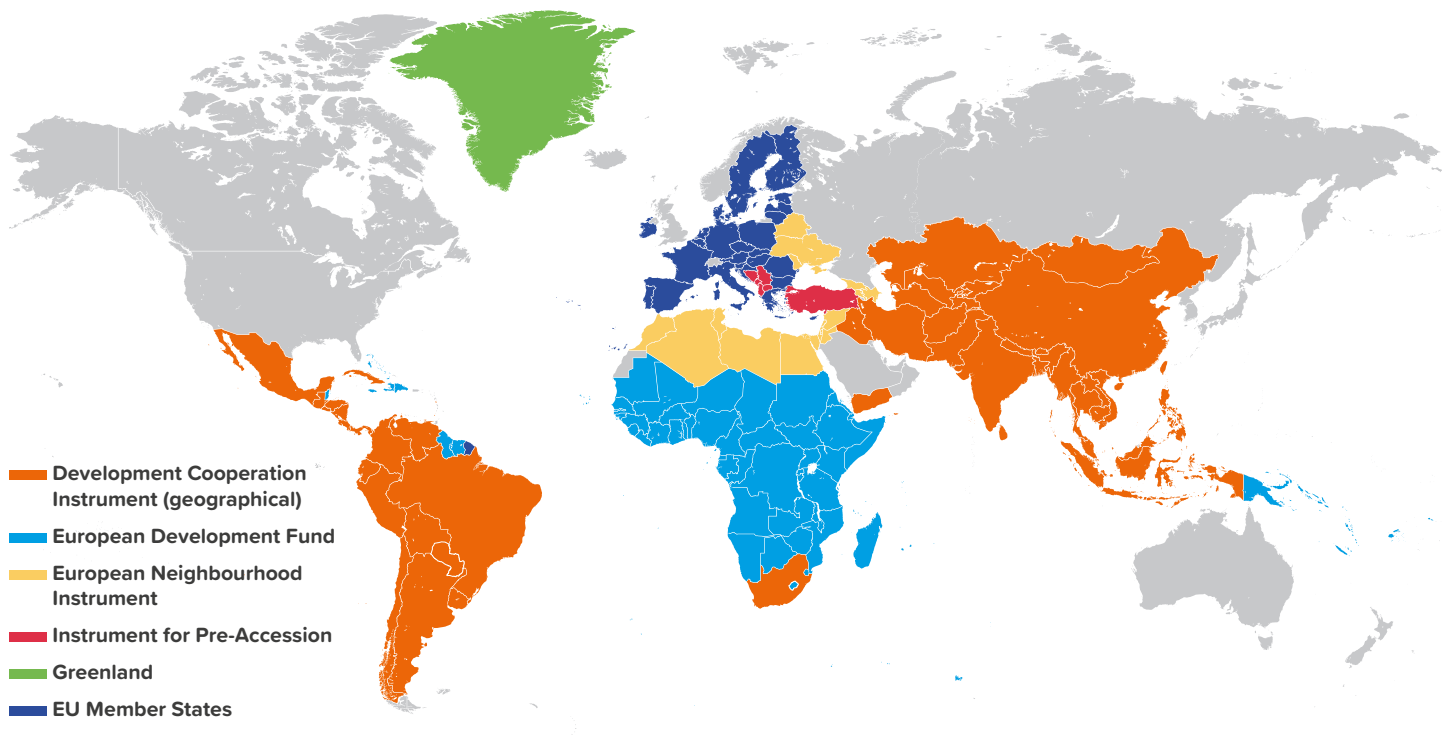 Development Cooperation
Instrument (geographical)
European Development Fund
European Neighbourhood
Instrument
Instrument for Pre-Accession
Greenland
EU Member States